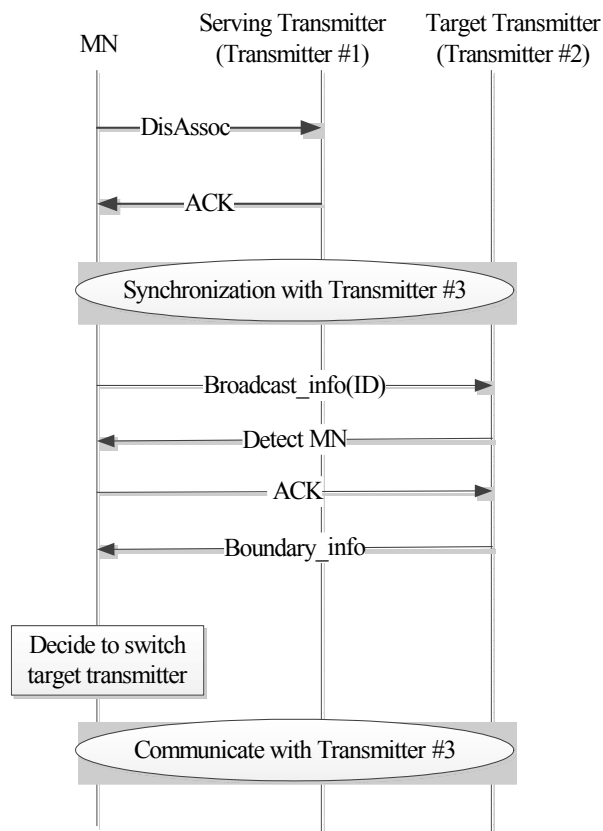 MN
Serving Transmitter
(Transmitter #1)
Target Transmitter
(Transmitter #2)
DisAssoc
ACK
Synchronization with Transmitter #3
Broadcast_info(ID)
Detect MN
ACK
Boundary_info
Decide to switch
target transmitter
Communicate with Transmitter #3